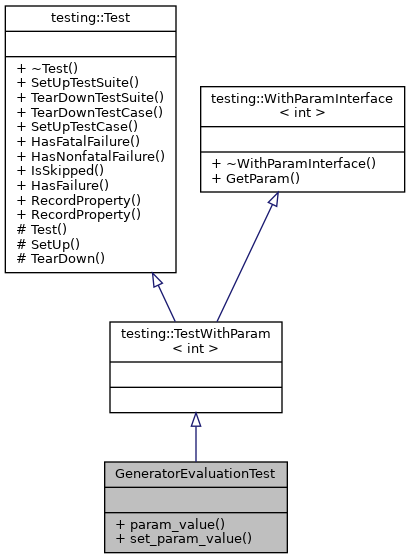 testing::Test
+ ~Test()
+ SetUpTestSuite()
+ TearDownTestSuite()
+ TearDownTestCase()
+ SetUpTestCase()
+ HasFatalFailure()
+ HasNonfatalFailure()
+ IsSkipped()
+ HasFailure()
+ RecordProperty()
+ RecordProperty()
# Test()
# SetUp()
# TearDown()
testing::WithParamInterface
< int >
+ ~WithParamInterface()
+ GetParam()
testing::TestWithParam
< int >
GeneratorEvaluationTest
+ param_value()
+ set_param_value()